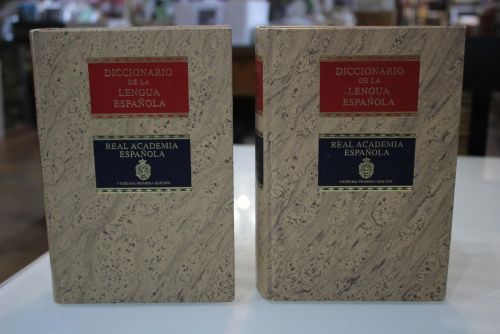 DICCIONARIO
DE LA
LENGUA
ESPAÑOLA
REAL ACADEMIA
ESPAÑOLA
VIGÉSIMA PRIMERA EDICIÓN
DICCIONARIO
DE LA
LENGUA
ESPAÑOLA
REAL ACADEMIA
ESPAÑOLA
VIGÉSIMA PRIMERA EDICIÓN